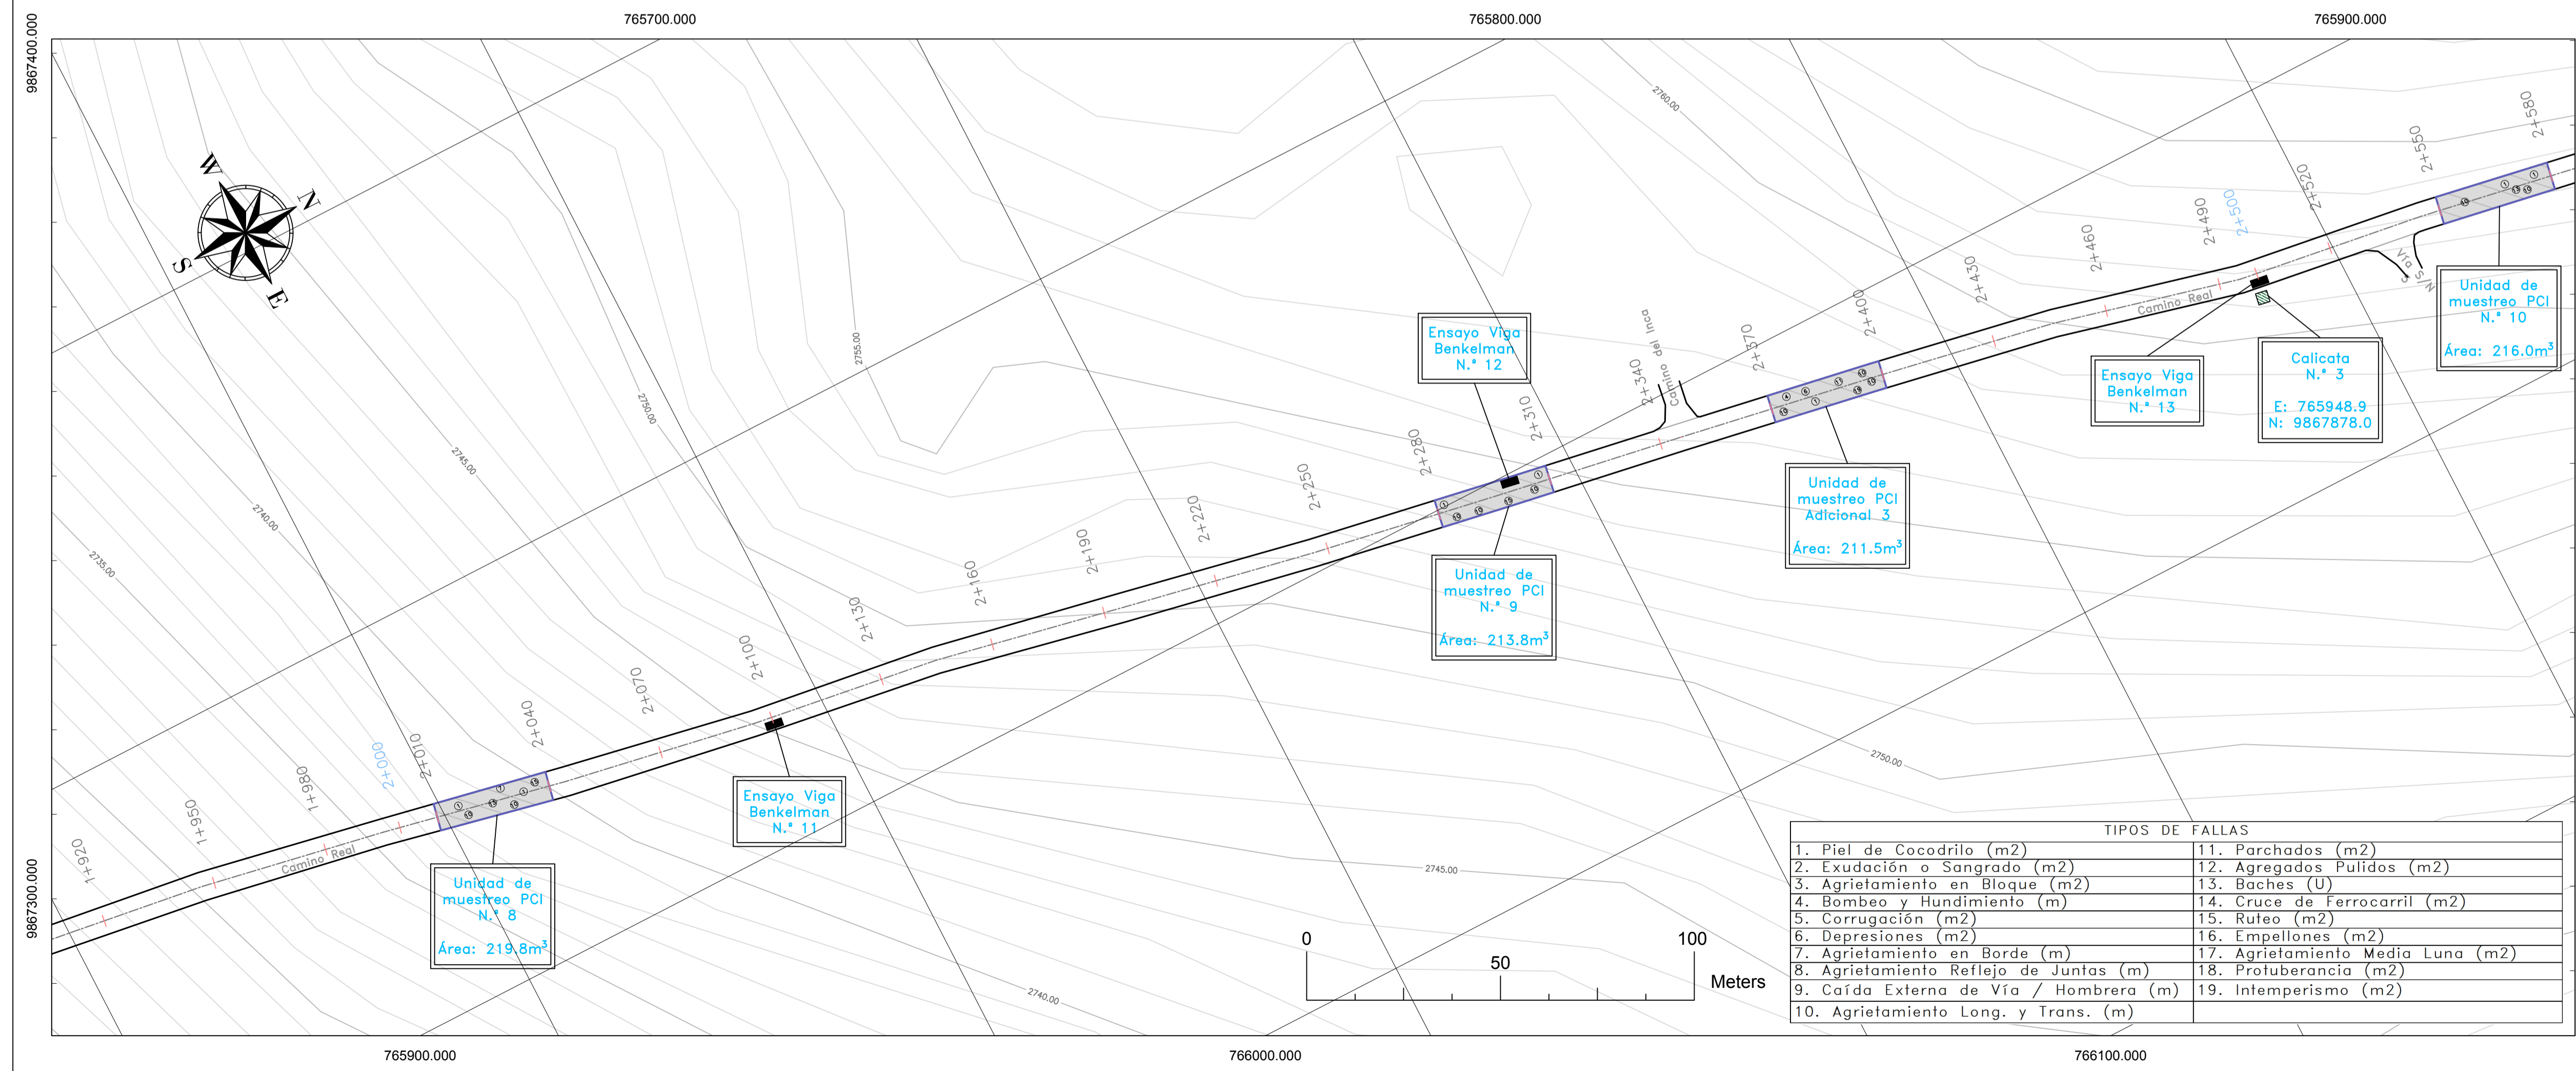 765700.000
765800.000
765900.000
9867400.000
9867300.000
W
N
S
E
2760.00
2755.00
2750.00
2745.00
2740.00
2735.00
2750.00
2745.00
2740.00
1+920
1+950
1+980
2+000
2+010
2+040
2+070
2+100
2+130
2+160
2+190
2+220
2+250
2+280
2+310
2+340
2+370
2+400
2+430
2+460
2+490
2+500
2+520
2+550
2+580
Camino Real
Camino del Inca
Camino Real
Vía S/N
Unidad de
muestreo PCI
N.° 8
Área: 219.8m³
Ensayo Viga
Benkelman
N.° 11
Ensayo Viga
Benkelman
N.° 12
Unidad de
muestreo PCI
N.° 9
Área: 213.8m³
Unidad de
muestreo PCI
Adicional 3
Área: 211.5m³
Ensayo Viga
Benkelman
N.° 13
Calicata
N.° 3
E: 765948.9
N: 9867878.0
Unidad de
muestreo PCI
N.° 10
Área: 216.0m³
0
50
100
Meters
TIPOS DE FALLAS
1. Piel de Cocodrilo (m2)
2. Exudación o Sangrado (m2)
3. Agrietamiento en Bloque (m2)
4. Bombeo y Hundimiento (m)
5. Corrugación (m2)
6. Depresiones (m2)
7. Agrietamiento en Borde (m)
8. Agrietamiento Reflejo de Juntas (m)
9. Caída Externa de Vía / Hombrera (m)
10. Agrietamiento Long. y Trans. (m)
11. Parchados (m2)
12. Agregados Pulidos (m2)
13. Baches (U)
14. Cruce de Ferrocarril (m2)
15. Ruteo (m2)
16. Empellones (m2)
17. Agrietamiento Media Luna (m2)
18. Protuberancia (m2)
19. Intemperismo (m2)
765900.000
766000.000
766100.000